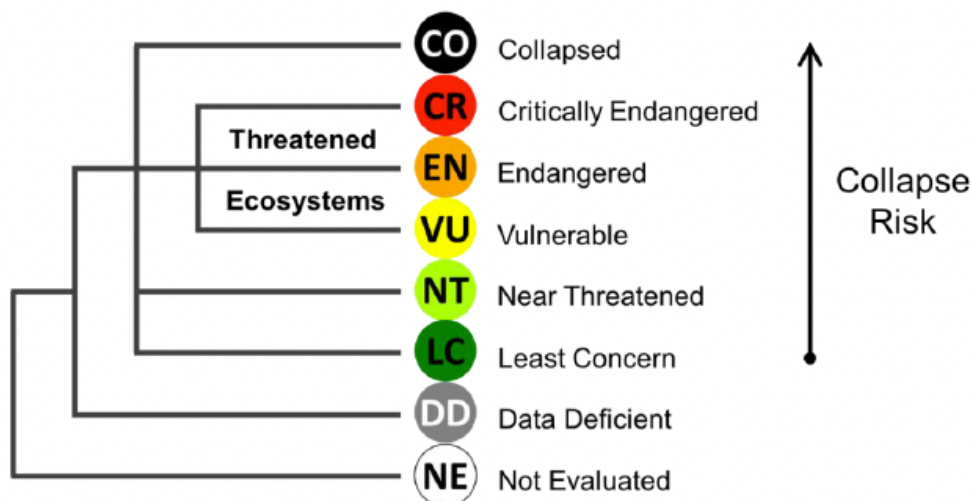 CO Collapsed
CR Critically Endangered
Threatened
EN Endangered
Ecosystems
VU Vulnerable
NT Near Threatened
LC Least Concern
DD Data Deficient
NE Not Evaluated
Collapse
Risk